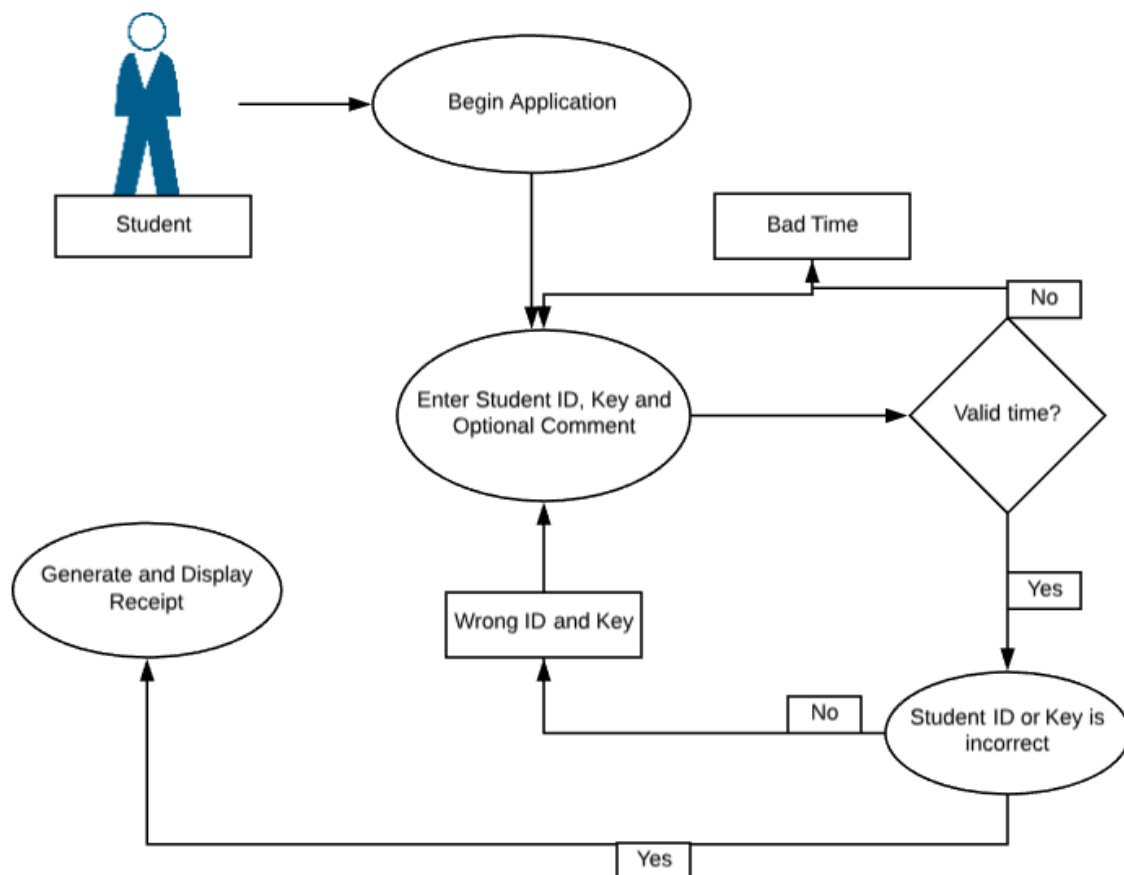 Begin Application
Student
Bad Time
No
Enter Student ID, Key and
Optional Comment
Valid time?
Generate and Display
Receipt
Yes
Wrong ID and Key
No
Student ID or Key is
incorrect
Yes